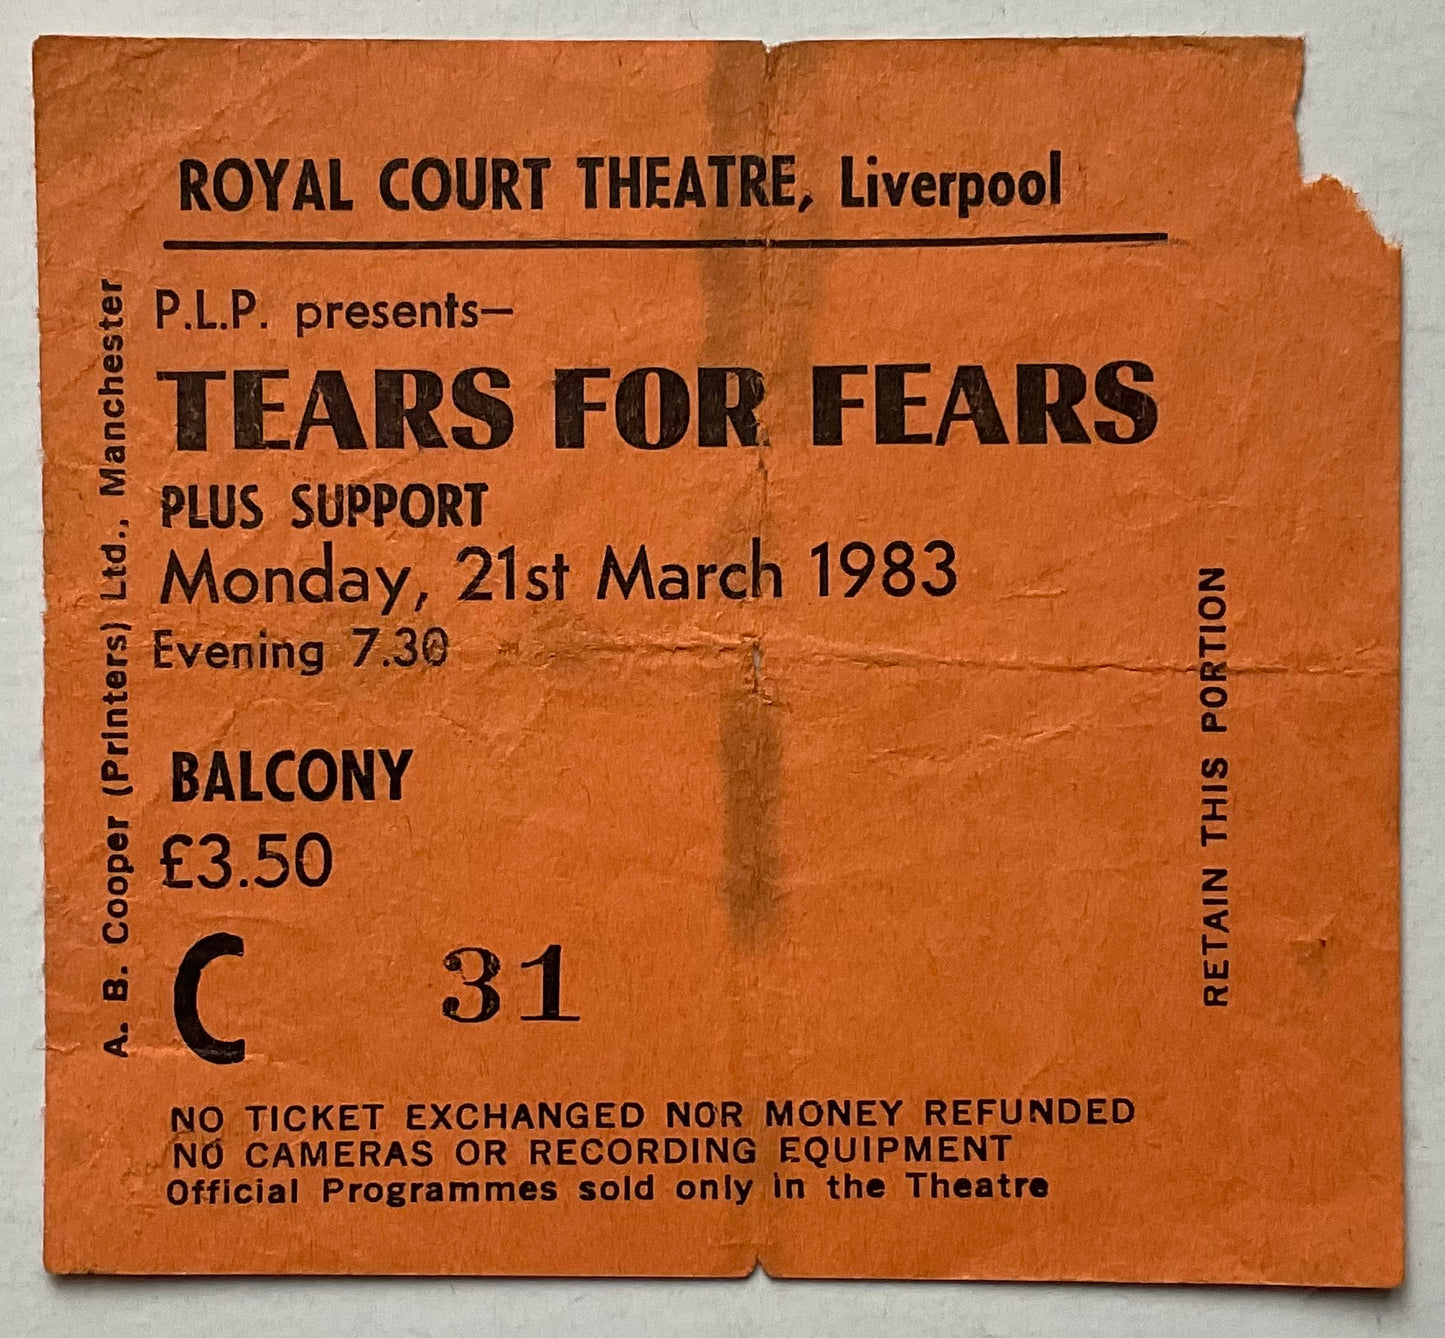 ROYAL COURT THEATRE, Liverpool
P.L.P. presents—
TEARS FOR FEARS
PLUS SUPPORT
Monday, 21st March 1983
Evening 7.30
BALCONY
£3.50
C 31
NO TICKET EXCHANGED NOR MONEY REFUNDED
NO CAMERAS OR RECORDING EQUIPMENT
Official Programmes sold only in the Theatre
A. B. Cooper (Printers) Ltd., Manchester
RETAIN THIS PORTION